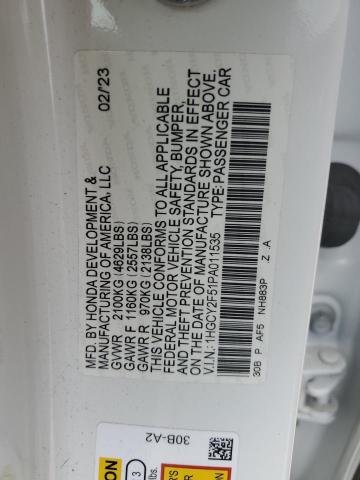 MFD. BY HONDA DEVELOPMENT &
MANUFACTURING OF AMERICA, LLC 02/23
GVWR 2100KG (4629LBS)
GAWR F 1160KG (2557LBS)
GAWR R 970KG (2138LBS)
THIS VEHICLE CONFORMS TO ALL APPLICABLE
FEDERAL MOTOR VEHICLE SAFETY, BUMPER,
AND THEFT PREVENTION STANDARDS IN EFFECT
ON THE DATE OF MANUFACTURE SHOWN ABOVE.
V.I.N.: 1HGCY2F51PA011535 TYPE: PASSENGER CAR
30B P AF5 NH883P Z .A
30B-A2
3
lbs.